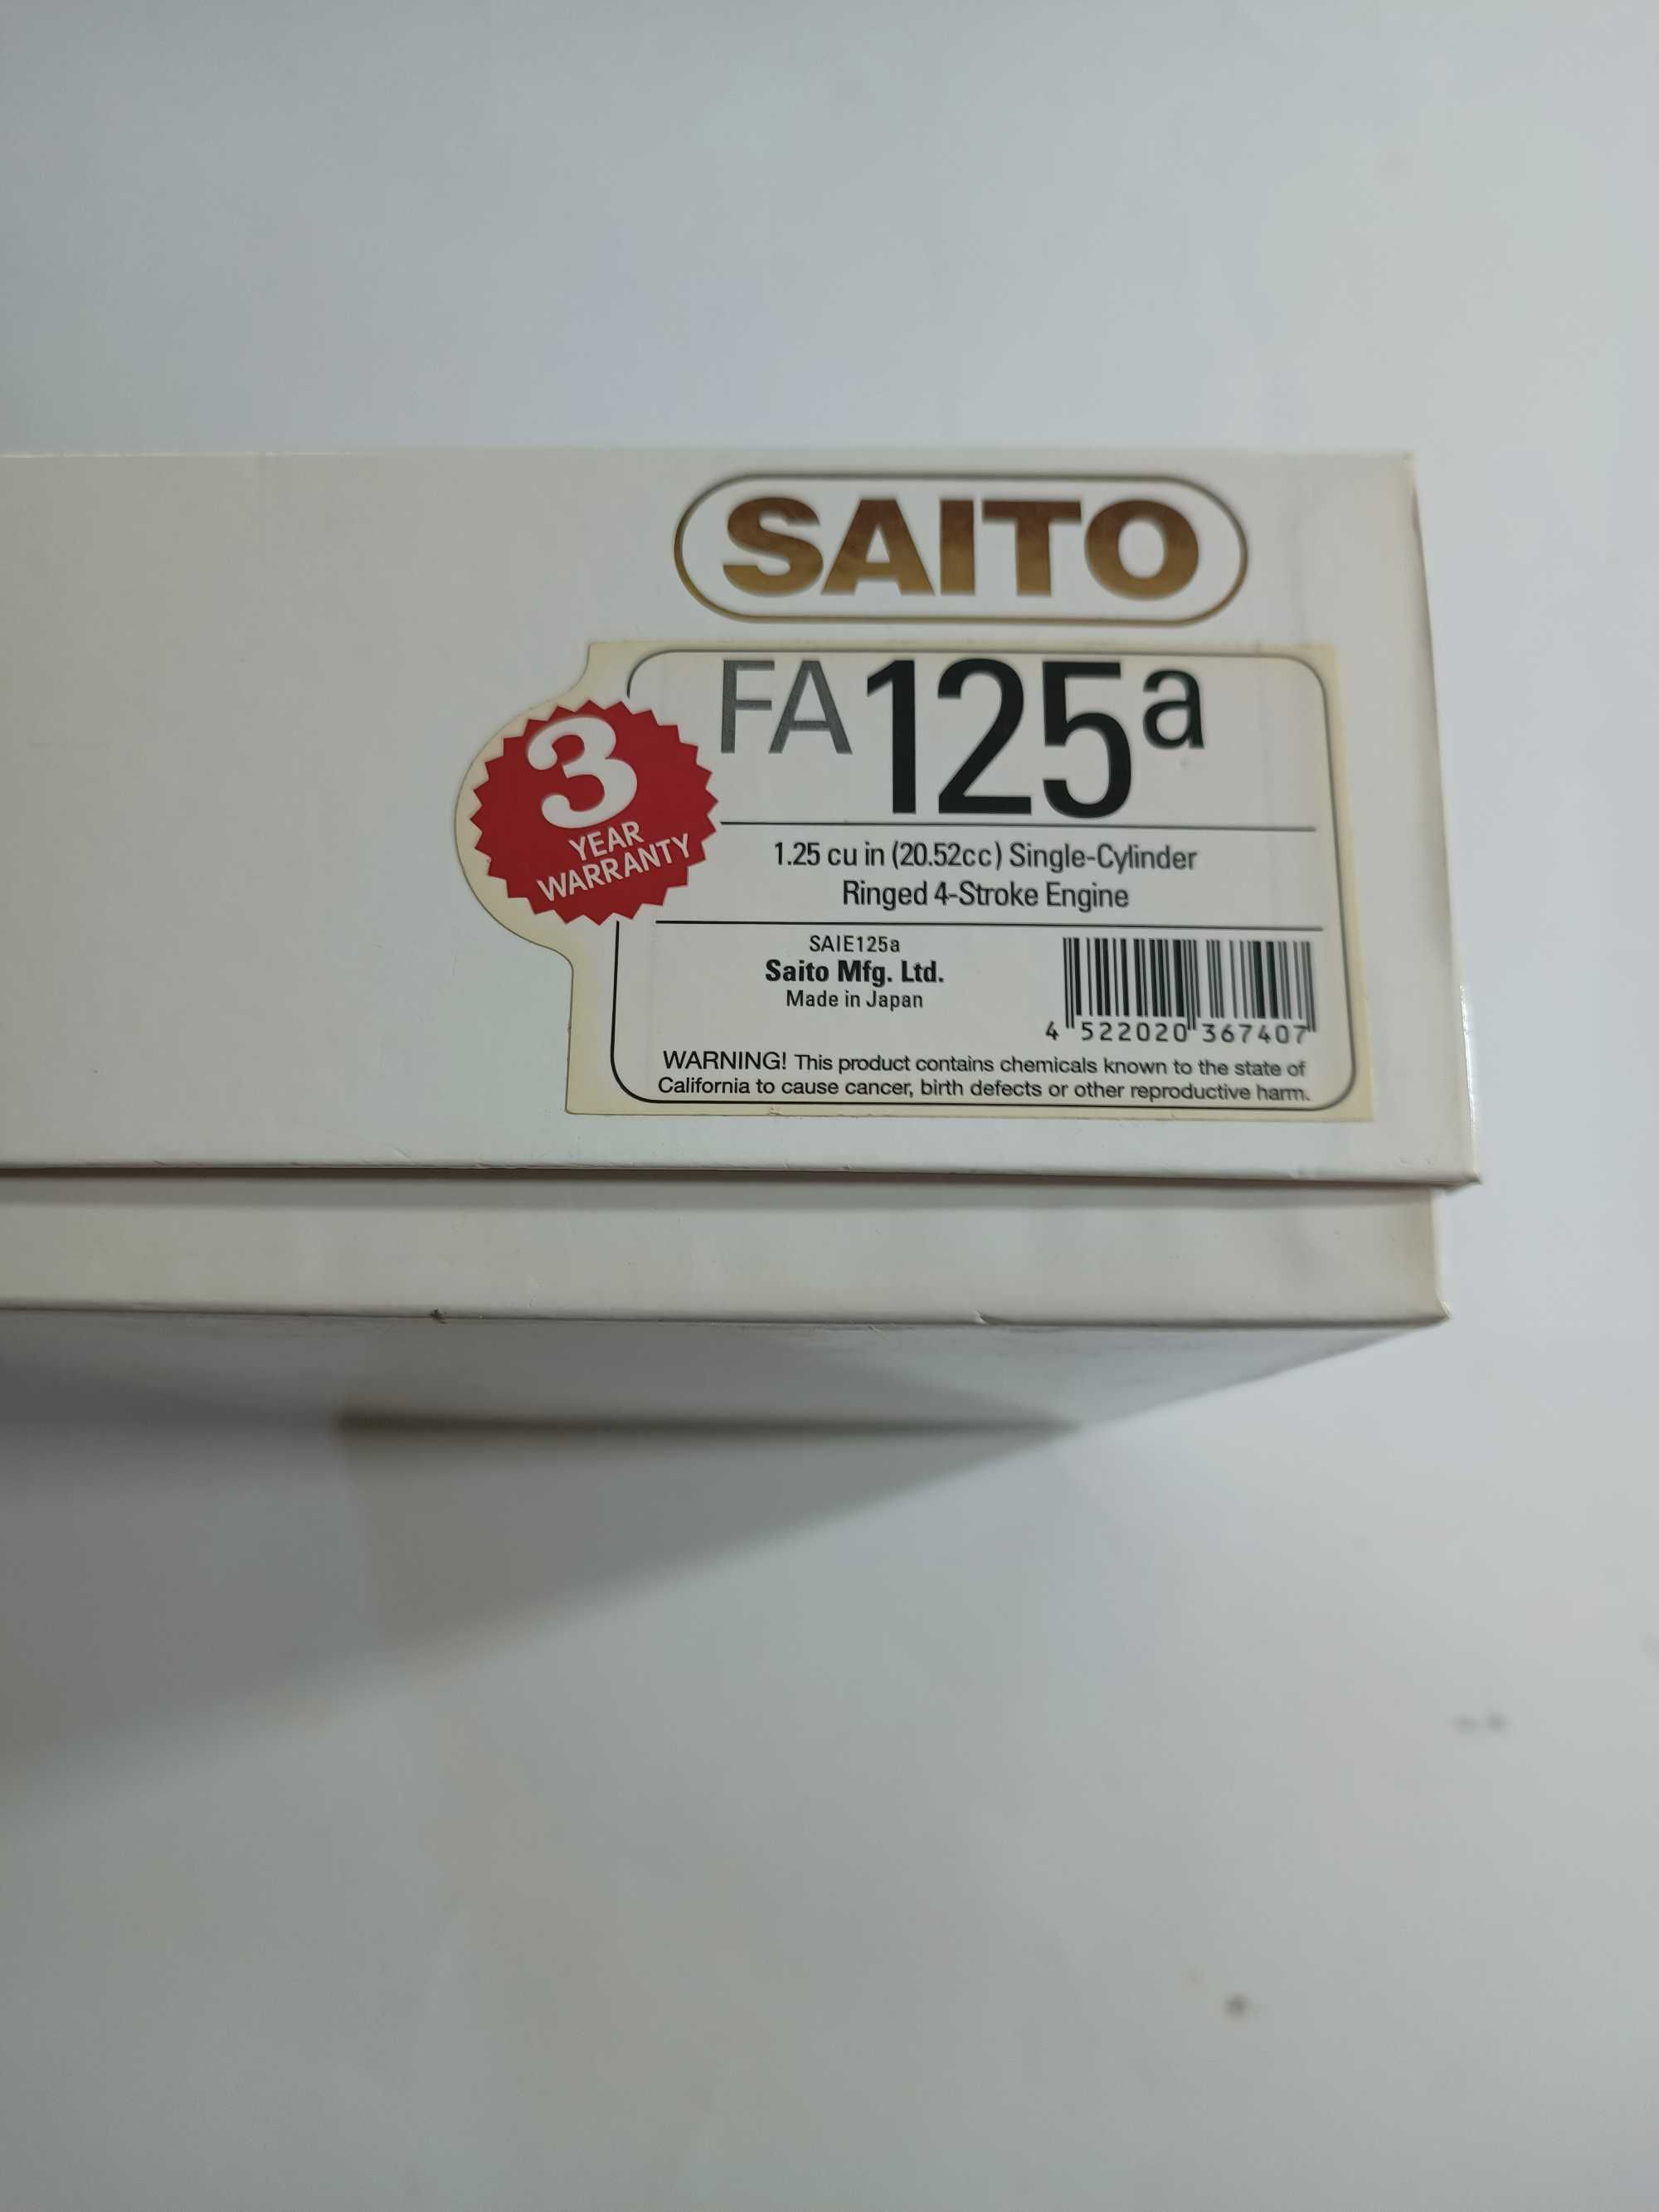 SAITO
FA125a
3
YEAR
WARRANTY
1.25 cu in (20.52cc) Single-Cylinder
Ringed 4-Stroke Engine
SAIE125a
Saito Mfg. Ltd.
Made in Japan
4 522020 367407
WARNING! This product contains chemicals known to the state of
California to cause cancer, birth defects or other reproductive harm.